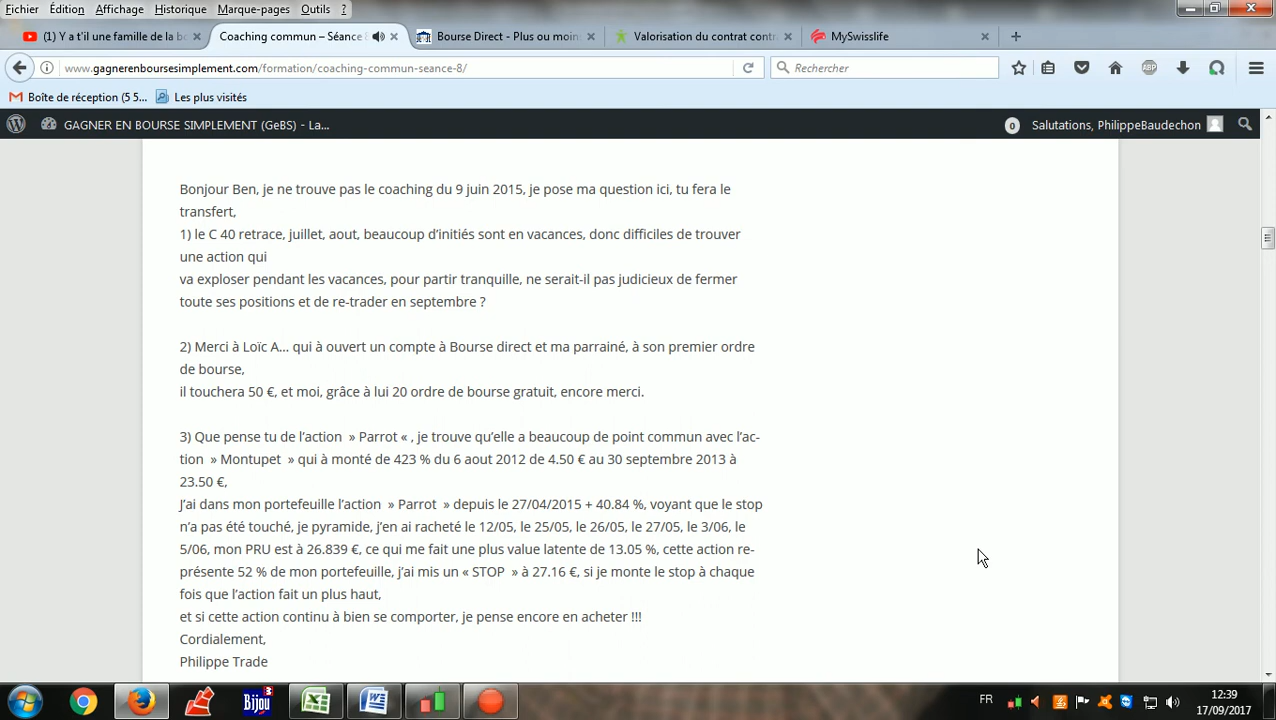 Fichier Édition Affichage Historique Marque-pages Outils ?
(1) Y a t'il une famille de la bo
Coaching commun – Séance 8
Bourse Direct - Plus ou moin
Valorisation du contrat cont
MySwisslife
www.gagnerenboursesimplement.com/formation/coaching-commun-seance-8/
Rechercher
ABP
Boîte de réception (5 5...
Les plus visités
GAGNER EN BOURSE SIMPLEMENT (GeBS) - La...
0
Salutations, PhilippeBaudechon
Bonjour Ben, je ne trouve pas le coaching du 9 juin 2015, je pose ma question ici, tu fera le
transfert,
1) le C 40 retrace, juillet, aout, beaucoup d’initiés sont en vacances, donc difficiles de trouver
une action qui
va exploser pendant les vacances, pour partir tranquille, ne serait-il pas judicieux de fermer
toute ses positions et de re-trader en septembre ?
2) Merci à Loïc A… qui à ouvert un compte à Bourse direct et ma parrainé, à son premier ordre
de bourse,
il touchera 50 €, et moi, grâce à lui 20 ordre de bourse gratuit, encore merci.
3) Que pense tu de l’action » Parrot « , je trouve qu’elle a beaucoup de point commun avec l’ac-
tion » Montupet » qui à monté de 423 % du 6 aout 2012 de 4.50 € au 30 septembre 2013 à
23.50 €,
J’ai dans mon portefeuille l’action » Parrot » depuis le 27/04/2015 + 40.84 %, voyant que le stop
n’a pas été touché, je pyramide, j’en ai racheté le 12/05, le 25/05, le 26/05, le 27/05, le 3/06, le
5/06, mon PRU est à 26.839 €, ce qui me fait une plus value latente de 13.05 %, cette action re-
présente 52 % de mon portefeuille, j’ai mis un « STOP » à 27.16 €, si je monte le stop à chaque
fois que l’action fait un plus haut,
et si cette action continu à bien se comporter, je pense encore en acheter !!!
Cordialement,
Philippe Trade
Bijou
3
FR
12:39
17/09/2017